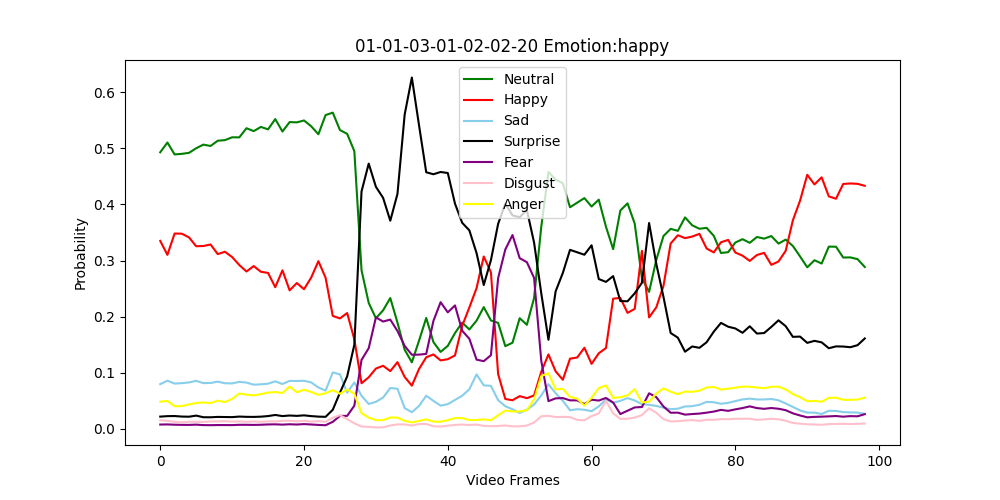 01-01-03-01-02-02-20 Emotion:happy
Neutral
Happy
Sad
Surprise
Fear
Disgust
Anger
Probability
0.6
0.5
0.4
0.3
0.2
0.1
0.0
0 20 40 60 80 100
Video Frames